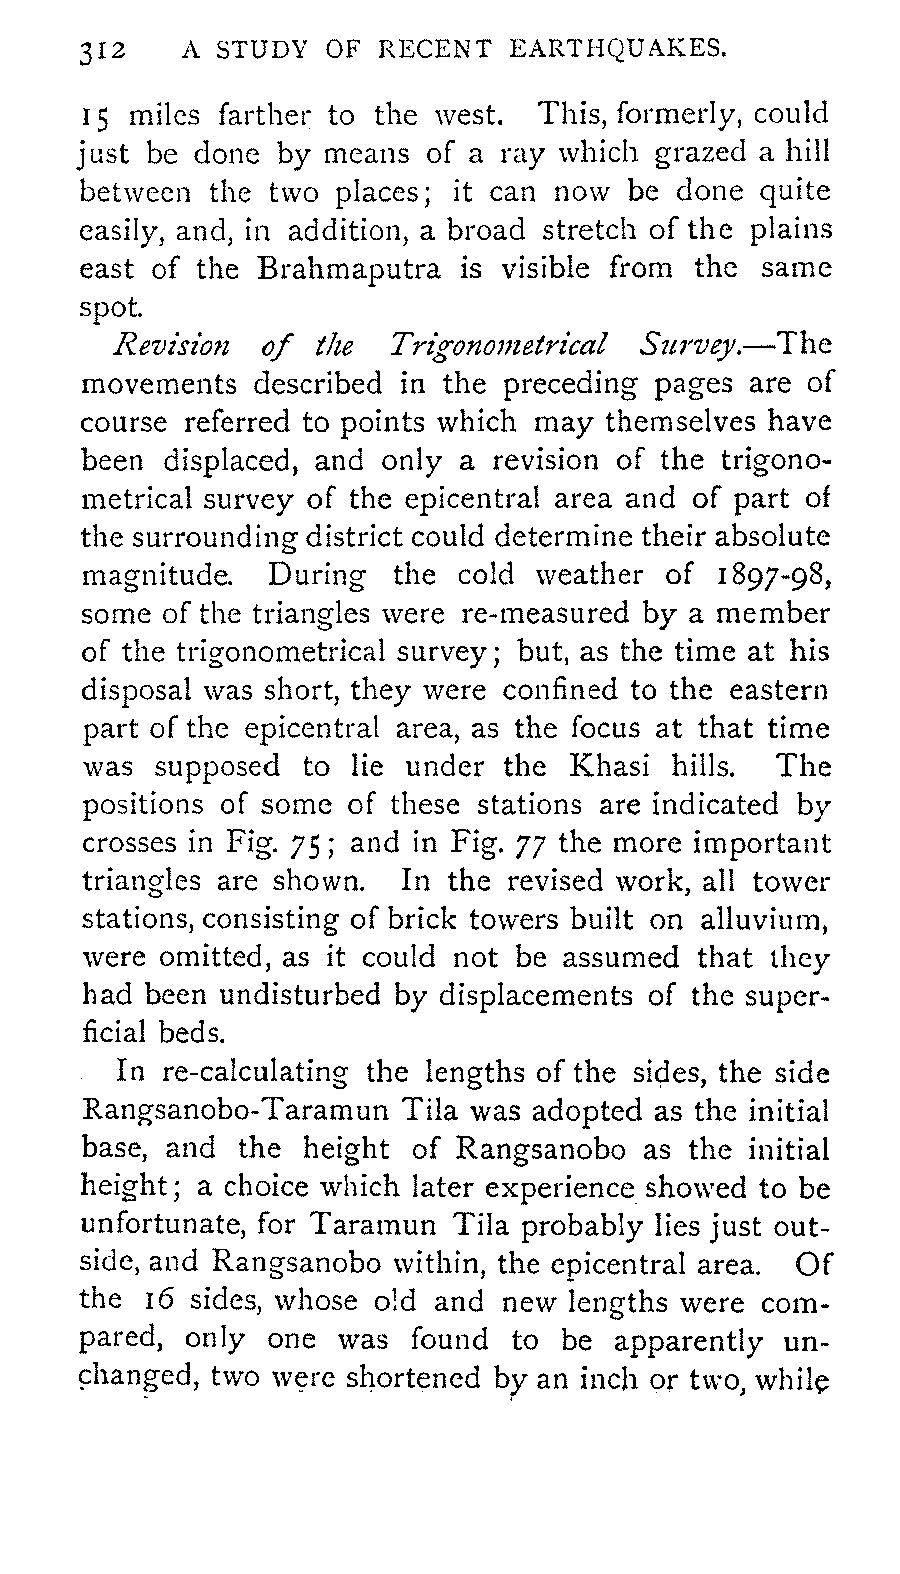 312 A STUDY OF RECENT EARTHQUAKES.
15 miles farther to the west. This, formerly, could
just be done by means of a ray which grazed a hill
between the two places; it can now be done quite
easily, and, in addition, a broad stretch of the plains
east of the Brahmaputra is visible from the same
spot.
Revision of the Trigonometrical Survey.—The
movements described in the preceding pages are of
course referred to points which may themselves have
been displaced, and only a revision of the trigono-
metrical survey of the epicentral area and of part of
the surrounding district could determine their absolute
magnitude. During the cold weather of 1897-98,
some of the triangles were re-measured by a member
of the trigonometrical survey; but, as the time at his
disposal was short, they were confined to the eastern
part of the epicentral area, as the focus at that time
was supposed to lie under the Khasi hills. The
positions of some of these stations are indicated by
crosses in Fig. 75; and in Fig. 77 the more important
triangles are shown. In the revised work, all tower
stations, consisting of brick towers built on alluvium,
were omitted, as it could not be assumed that they
had been undisturbed by displacements of the super-
ficial beds.
In re-calculating the lengths of the sides, the side
Rangsanobo-Taramun Tila was adopted as the initial
base, and the height of Rangsanobo as the initial
height; a choice which later experience showed to be
unfortunate, for Taramun Tila probably lies just out-
side, and Rangsanobo within, the epicentral area. Of
the 16 sides, whose old and new lengths were com-
pared, only one was found to be apparently un-
changed, two were shortened by an inch or two, while